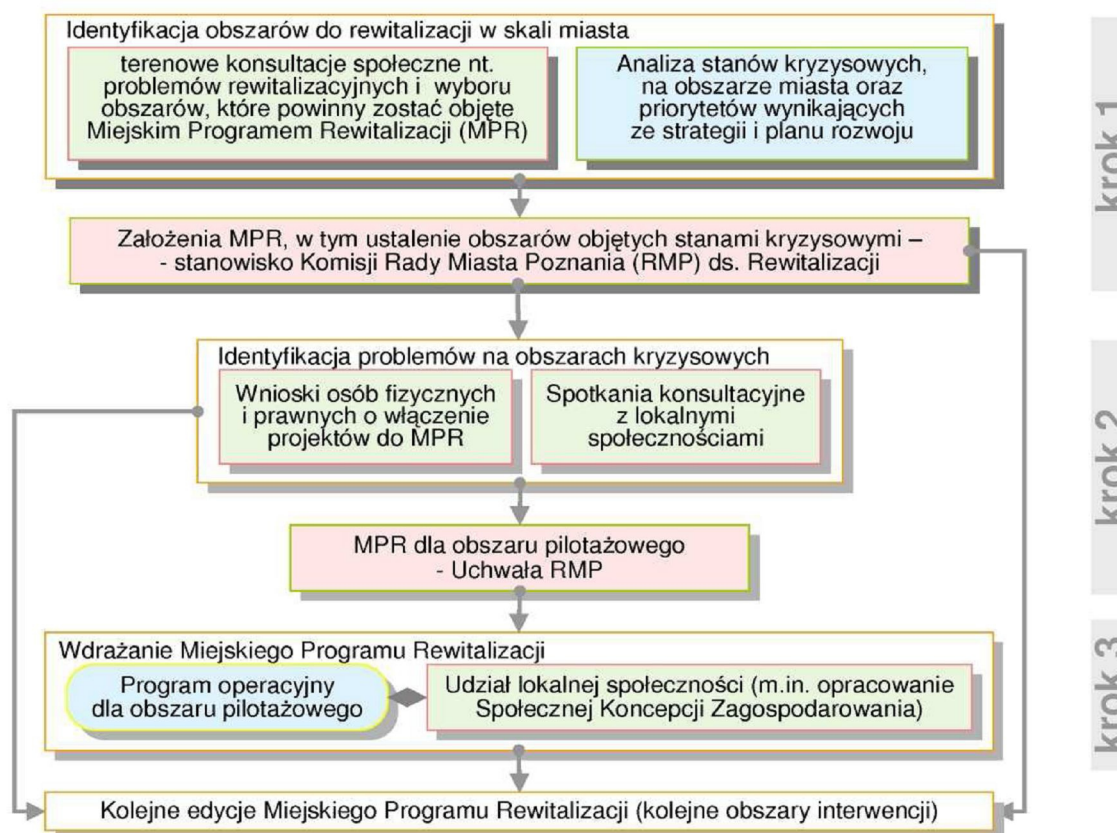 Identyfikacja obszarów do rewitalizacji w skali miasta
terenowe konsultacje społeczne nt.
problemów rewitalizacyjnych i wyboru
obszarów, które powinny zostać objęte
Miejskim Programem Rewitalizacji (MPR)
Analiza stanów kryzysowych,
na obszarze miasta oraz
priorytetów wynikających
ze strategii i planu rozwoju
krok 1
Założenia MPR, w tym ustalenie obszarów objętych stanami kryzysowymi –
- stanowisko Komisji Rady Miasta Poznania (RMP) ds. Rewitalizacji
Identyfikacja problemów na obszarach kryzysowych
Wnioski osób fizycznych
i prawnych o włączenie
projektów do MPR
Spotkania konsultacyjne
z lokalnymi
społecznościami
krok 2
MPR dla obszaru pilotażowego
- Uchwała RMP
Wdrażanie Miejskiego Programu Rewitalizacji
Program operacyjny
dla obszaru pilotażowego
Udział lokalnej społeczności (m.in. opracowanie
Społecznej Koncepcji Zagospodarowania)
krok 3
Kolejne edycje Miejskiego Programu Rewitalizacji (kolejne obszary interwencji)